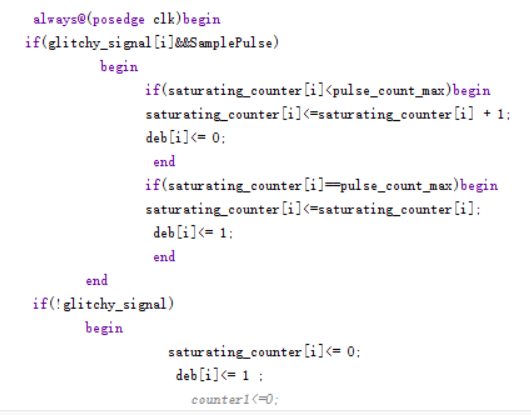 always@(posedge clk)begin
if(glitchy_signal[i]&&SamplePulse)
begin
if(saturating_counter[i]<pulse_count_max)begin
saturating_counter[i]<=saturating_counter[i] + 1;
deb[i]<= 0;
end
if(saturating_counter[i]==pulse_count_max)begin
saturating_counter[i]<=saturating_counter[i];
deb[i]<= 1;
end
end
if(!glitchy_signal)
begin
saturating_counter[i]<= 0;
deb[i]<= 1 ;
counter1<=0;